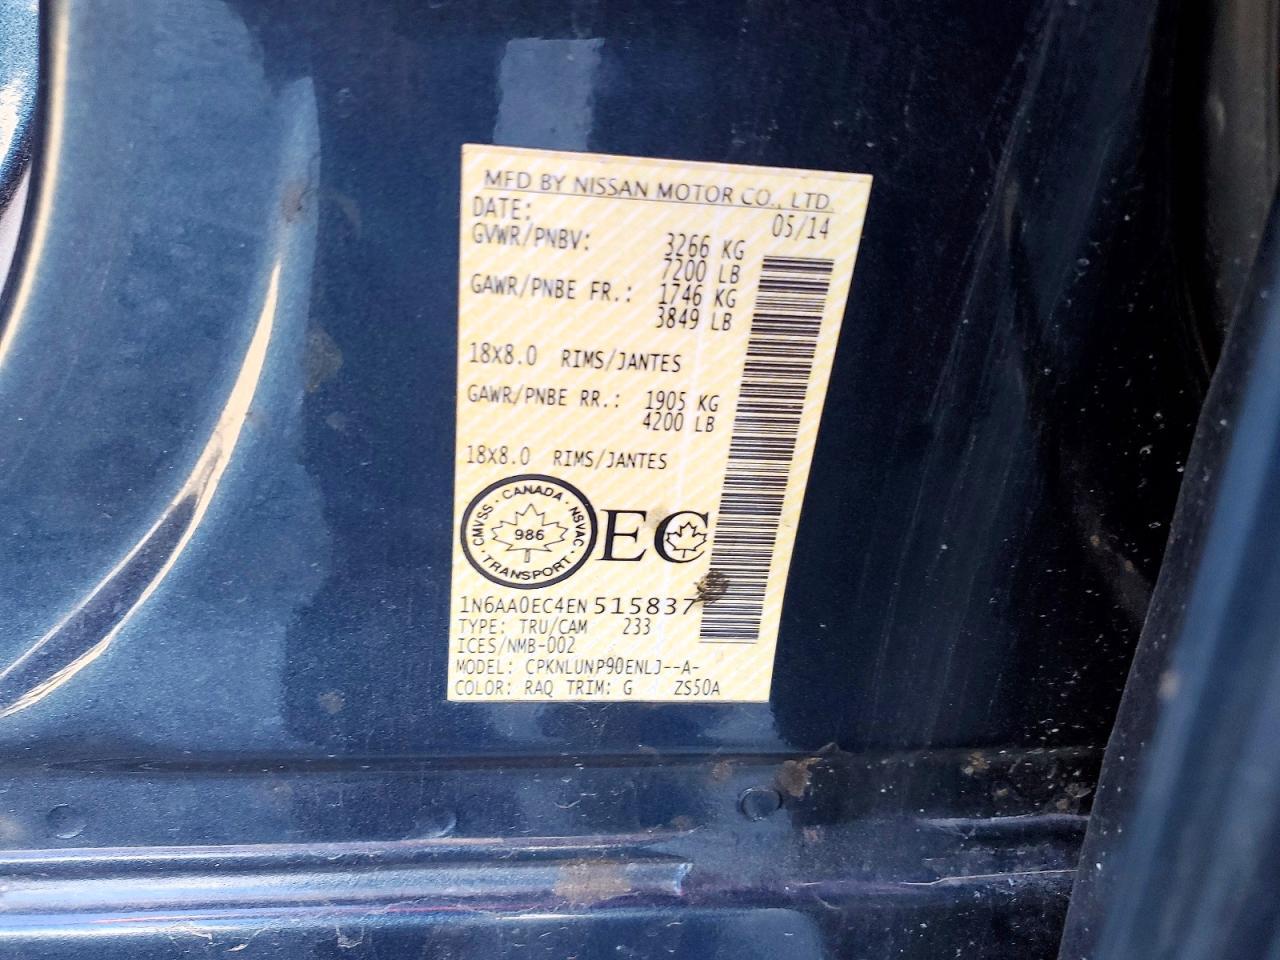 MFD BY NISSAN MOTOR CO., LTD.
DATE: 05/14
GVWR/PNBV: 3266 KG
7200 LB
GAWR/PNBE FR.: 1746 KG
3849 LB
18X8.0 RIMS/JANTES
GAWR/PNBE RR.: 1905 KG
4200 LB
18X8.0 RIMS/JANTES
CMVSS · CANADA · NSVAC · TRANSPORT ·
986
EC
1N6AA0EC4EN515837
TYPE: TRU/CAM 233
ICES/NMB-002
MODEL: CPKNLUNP90ENLJ--A-
COLOR: RAQ TRIM: G ZS50A